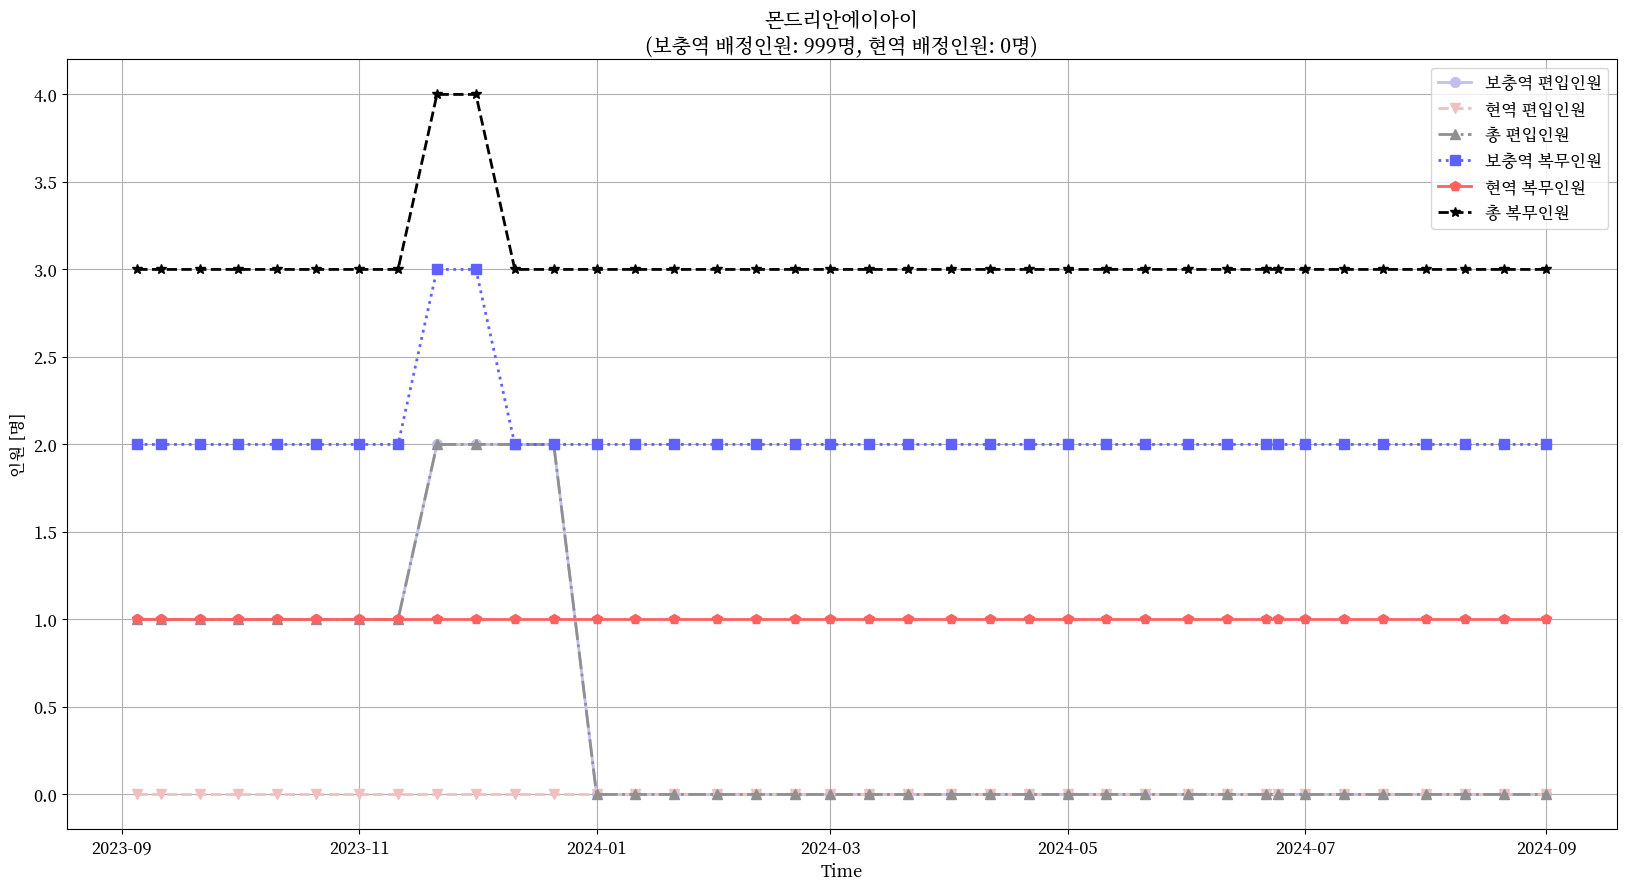 몬드리안에이아이
(보충역 배정인원: 999명, 현역 배정인원: 0명)
보충역 편입인원
현역 편입인원
총 편입인원
보충역 복무인원
현역 복무인원
총 복무인원
인원 [명]
4.0
3.5
3.0
2.5
2.0
1.5
1.0
0.5
0.0
2023-09
2023-11
2024-01
2024-03
2024-05
2024-07
2024-09
Time